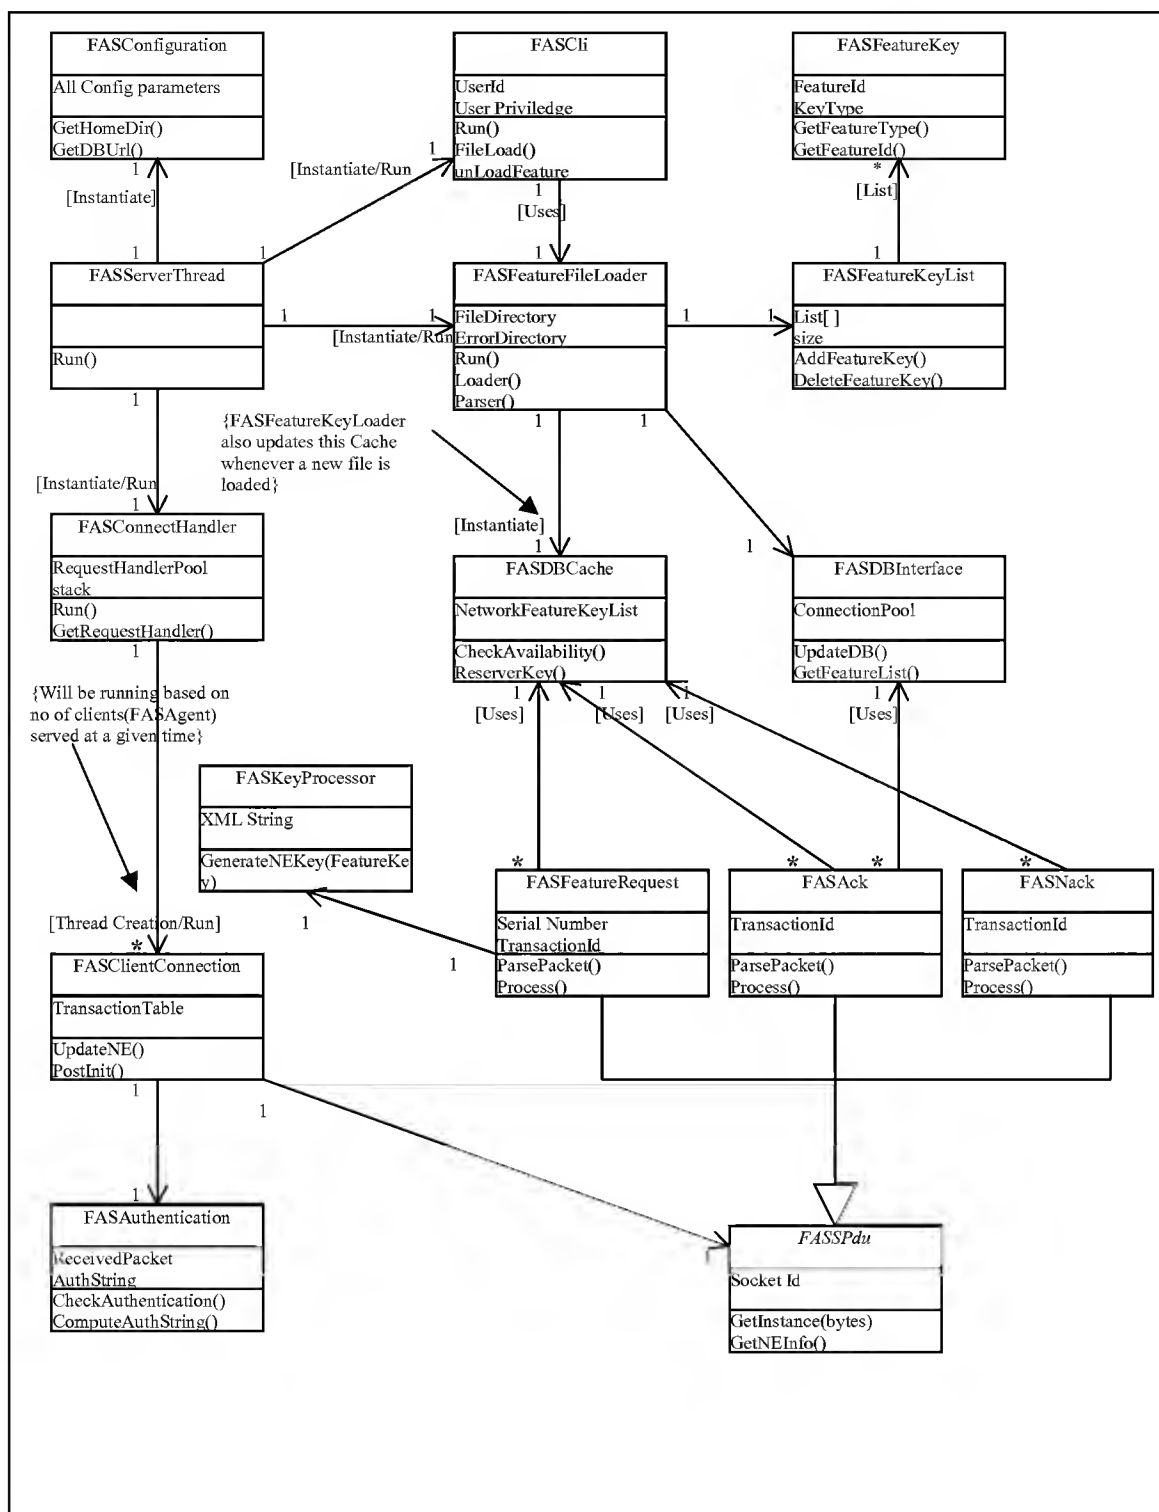 FASConfiguration
All Config parameters
GetHomeDir()
GetDBUrl()
1
[Instantiate]
1
FASCli
UserId
User Priviledge
Run()
FileLoad()
unLoadFeature
1
[Instantiate/Run
1
1
[Uses]
1
FASFeatureKey
FeatureId
KeyType
GetFeatureType()
GetFeatureId()
*
[List]
1
FASServerThread
Run()
1
1
1
[Instantiate/Run
FASFeatureFileLoader
FileDirectory
ErrorDirectory
Run()
Loader()
Parser()
1
1
FASFeatureKeyList
List[ ]
size
AddFeatureKey()
DeleteFeatureKey()
1
1
{FASFeatureKeyLoader
also updates this Cache
whenever a new file is
loaded}
[Instantiate/Run
1
[Instantiate]
1
1
FASConnectHandler
RequestHandlerPool
stack
Run()
GetRequestHandler()
1
FASDBCache
NetworkFeatureKeyList
CheckAvailability()
ReserverKey()
1
1
1
[Uses]
[Uses]
[Uses]
FASDBInterface
ConnectionPool
UpdateDB()
GetFeatureList()
1
[Uses]
{Will be running based on
no of clients(FASAgent)
served at a given time}
FASKeyProcessor
XML String
GenerateNEKey(FeatureKe
y)
1
1
[Thread Creation/Run]
*
*
*
*
*
FASFeatureRequest
Serial Number
TransactionId
ParsePacket()
Process()
FASAck
TransactionId
ParsePacket()
Process()
FASNack
TransactionId
ParsePacket()
Process()
FASClientConnection
TransactionTable
UpdateNE()
PostInit()
1
1
1
FASAuthentication
ReceivedPacket
AuthString
CheckAuthentication()
ComputeAuthString()
FASSPdu
Socket Id
GetInstance(bytes)
GetNEInfo()